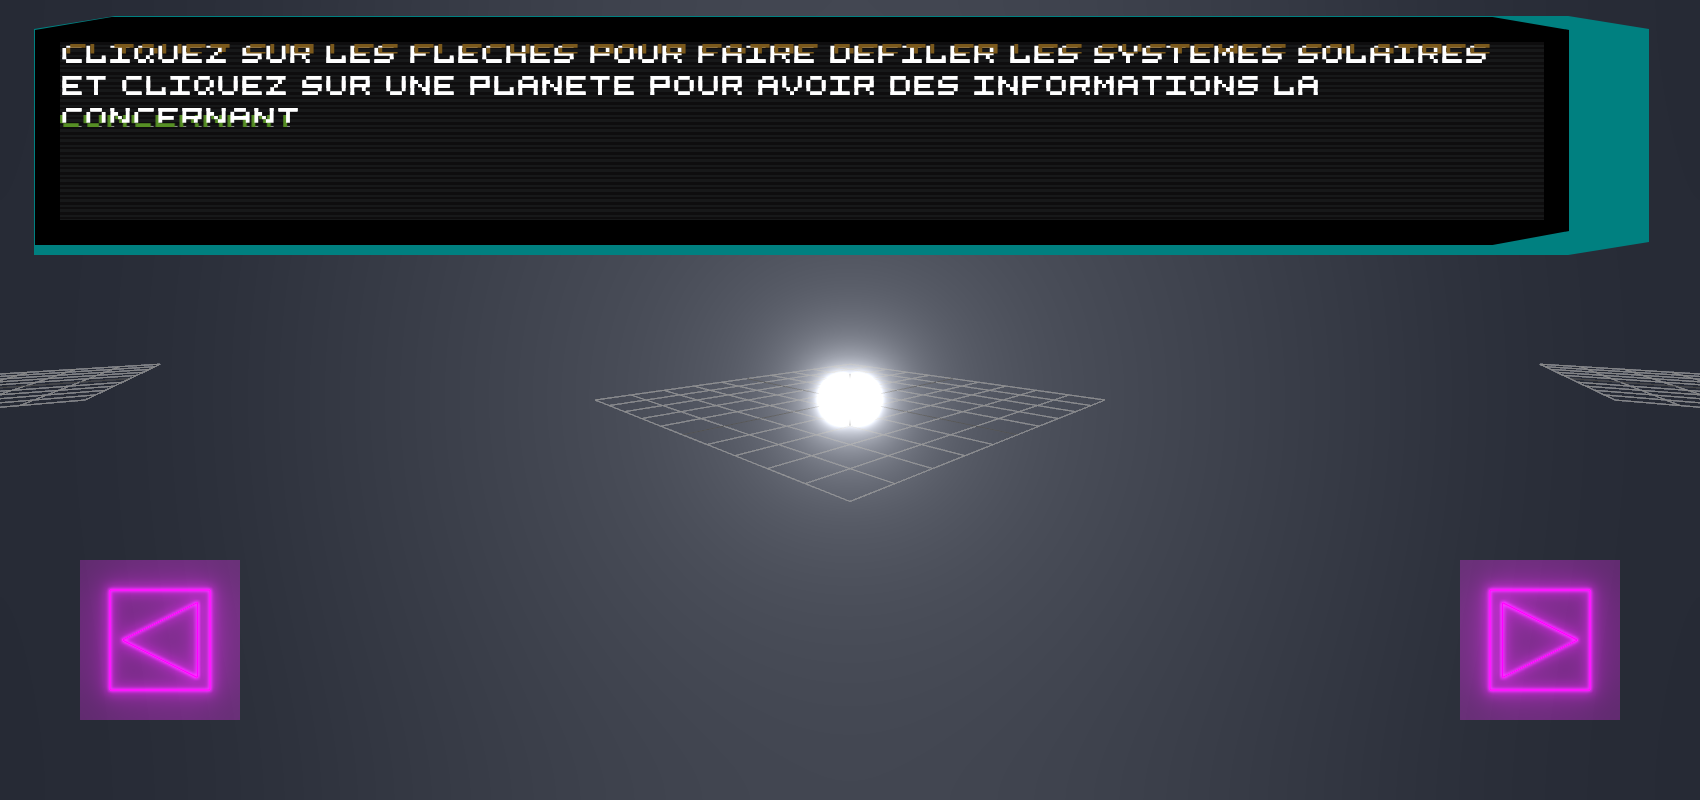 CLIQUEZ SUR LES FLECHES POUR FAIRE DEFILER LES SYSTEMES SOLAIRES
ET CLIQUEZ SUR UNE PLANETE POUR AVOIR DES INFORMATIONS LA
CONCERNANT